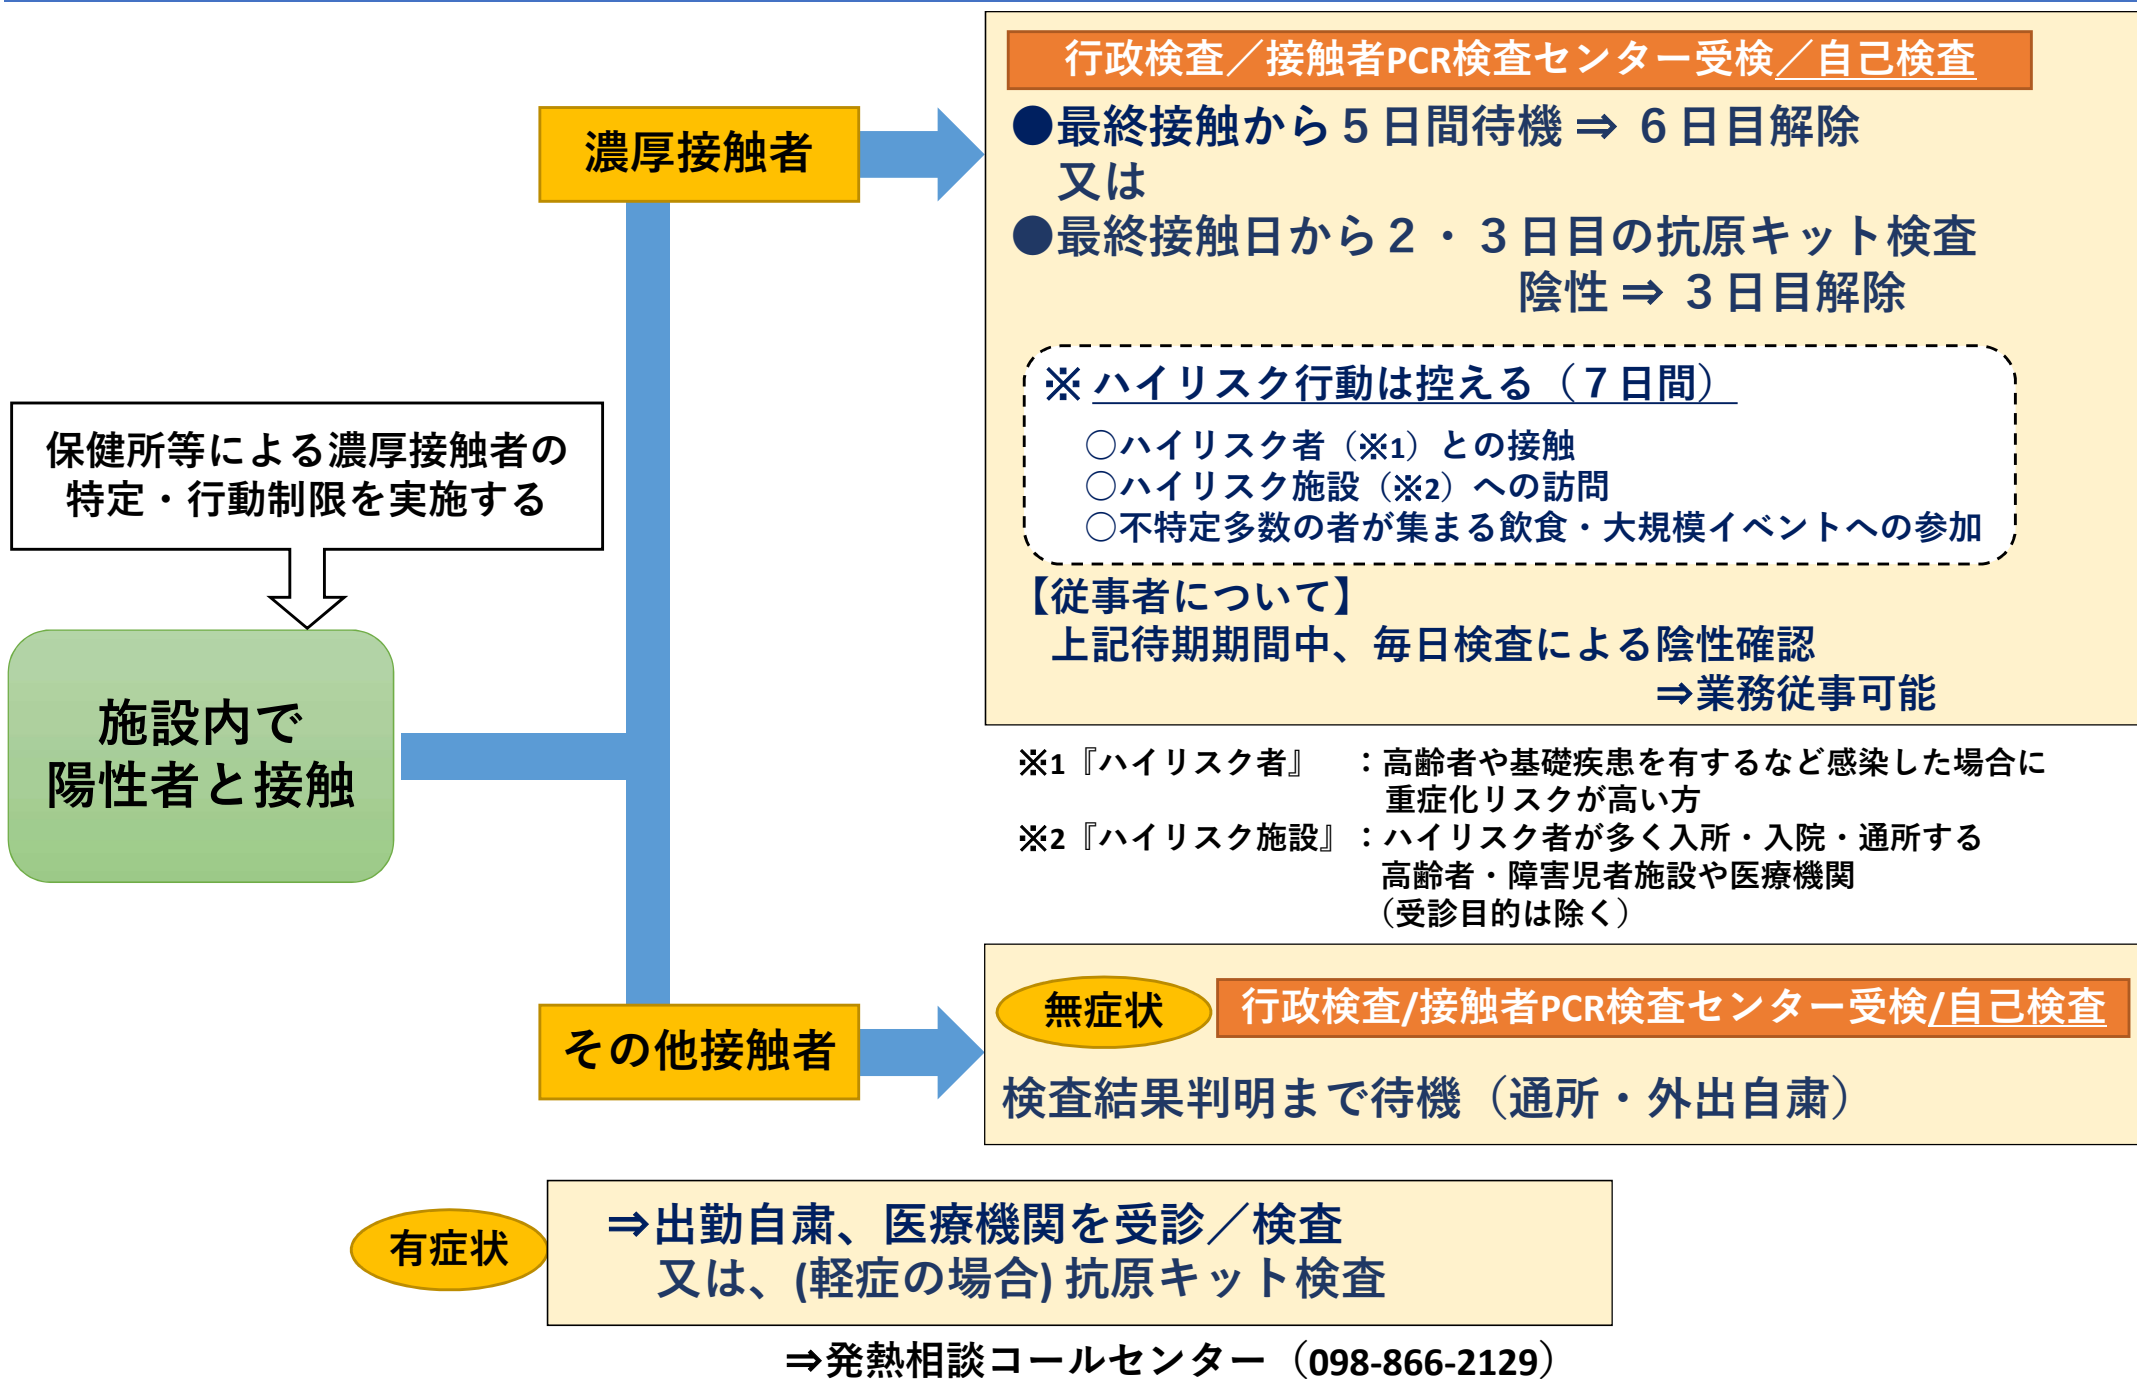 行政検査／接触者PCR検査センター受検／自己検査
濃厚接触者
●最終接触から５日間待機 ⇒ ６日目解除
又は
●最終接触日から２・３日目の抗原キット検査
陰性 ⇒ ３日目解除
※ ハイリスク行動は控える（７日間）
○ハイリスク者（※1）との接触
○ハイリスク施設（※2）への訪問
○不特定多数の者が集まる飲食・大規模イベントへの参加
【従事者について】
上記待期期間中、毎日検査による陰性確認
⇒業務従事可能
保健所等による濃厚接触者の
特定・行動制限を実施する
施設内で
陽性者と接触
※1『ハイリスク者』　：高齢者や基礎疾患を有するなど感染した場合に
重症化リスクが高い方
※2『ハイリスク施設』：ハイリスク者が多く入所・入院・通所する
高齢者・障害児者施設や医療機関
（受診目的は除く）
その他接触者
無症状
行政検査/接触者PCR検査センター受検/自己検査
検査結果判明まで待機（通所・外出自粛）
有症状
⇒出勤自粛、医療機関を受診／検査
又は、(軽症の場合) 抗原キット検査
⇒発熱相談コールセンター（098-866-2129）